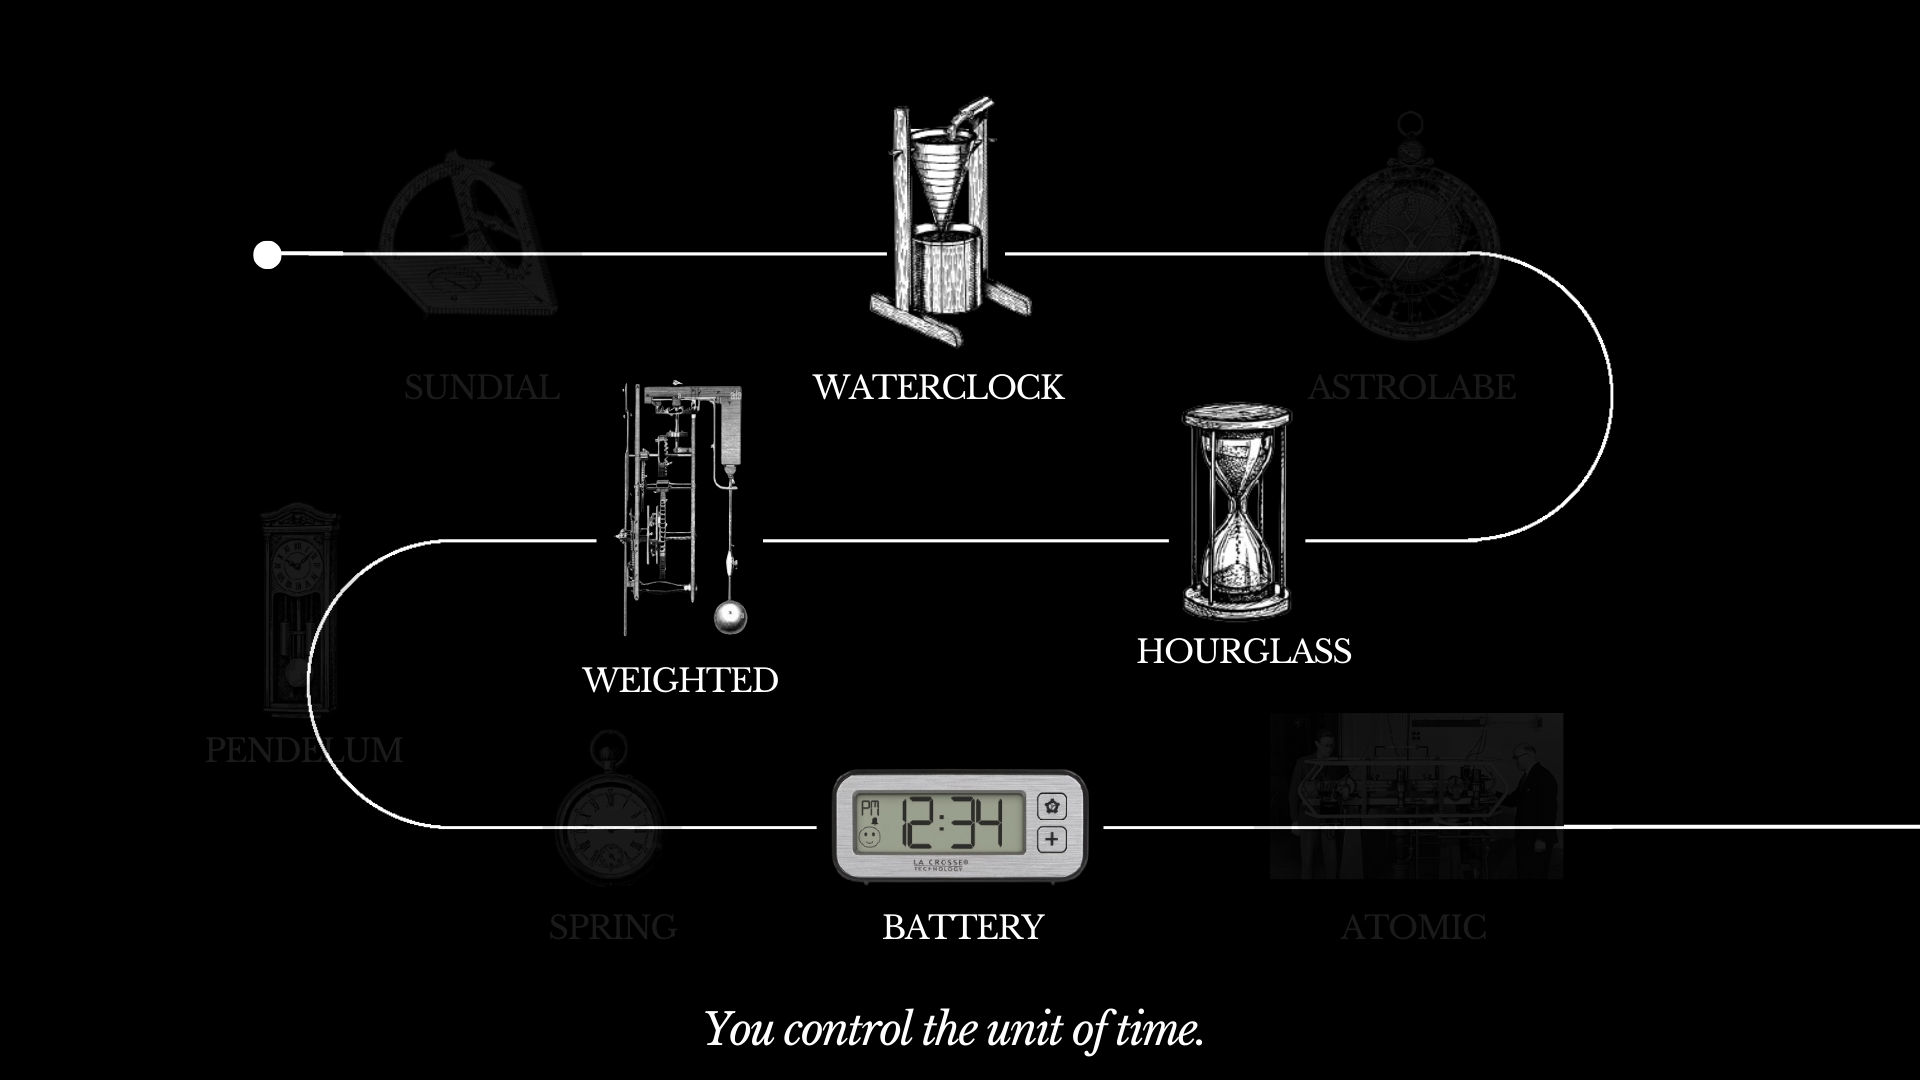 SUNDIAL
WATERCLOCK
ASTROLABE
WEIGHTED
HOURGLASS
PENDELUM
PM
12:34
LA CROSSE®
TECHNOLOGY
SPRING
BATTERY
ATOMIC
You control the unit of time.